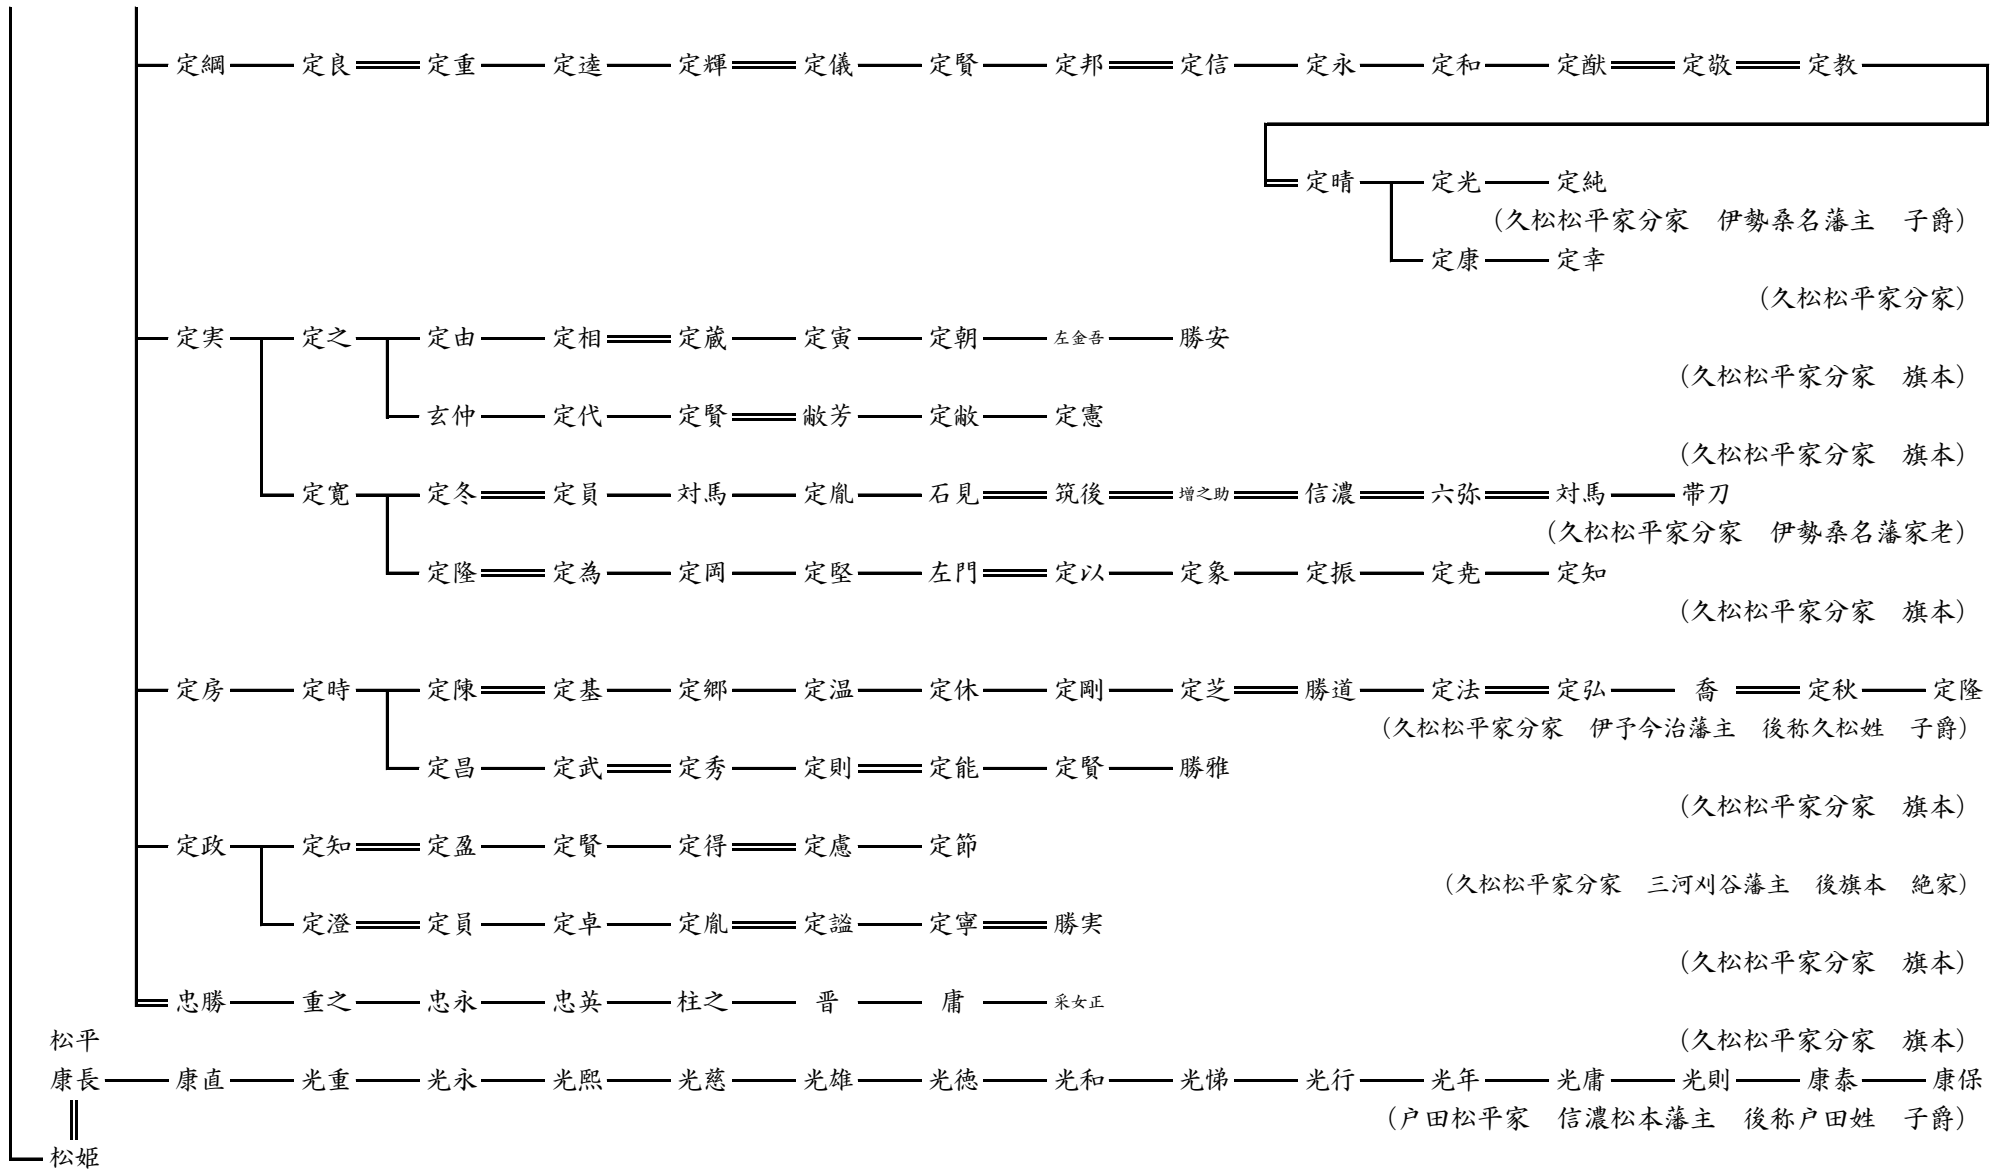 定綱 定良 定重 定逵 定輝 定儀 定賢 定邦 定信 定永 定和 定猷 定敬 定教
定晴 定光 定純
（久松松平家分家　伊勢桑名藩主　子爵）
定康 定幸
（久松松平家分家）
定実 定之 定由 定相 定蔵 定寅 定朝 左金吾 勝安
（久松松平家分家　旗本）
玄仲 定代 定賢 敝芳 定敝 定憲
（久松松平家分家　旗本）
定寛 定冬 定員 対馬 定胤 石見 筑後 増之助 信濃 六弥 対馬 帯刀
（久松松平家分家　伊勢桑名藩家老）
定隆 定為 定岡 定堅 左門 定以 定象 定振 定尭 定知
（久松松平家分家　旗本）
定房 定時 定陳 定基 定郷 定温 定休 定剛 定芝 勝道 定法 定弘 喬 定秋 定隆
（久松松平家分家　伊予今治藩主　後称久松姓　子爵）
定昌 定武 定秀 定則 定能 定賢 勝雅
（久松松平家分家　旗本）
定政 定知 定盈 定賢 定得 定慮 定節
（久松松平家分家　三河刈谷藩主　後旗本　絶家）
定澄 定員 定卓 定胤 定謐 定寧 勝実
（久松松平家分家　旗本）
忠勝 重之 忠永 忠英 柱之 晋 庸 采女正
（久松松平家分家　旗本）
松平
康長 康直 光重 光永 光熙 光慈 光雄 光徳 光和 光悌 光行 光年 光庸 光則 康泰 康保
（戸田松平家　信濃松本藩主　後称戸田姓　子爵）
松姫